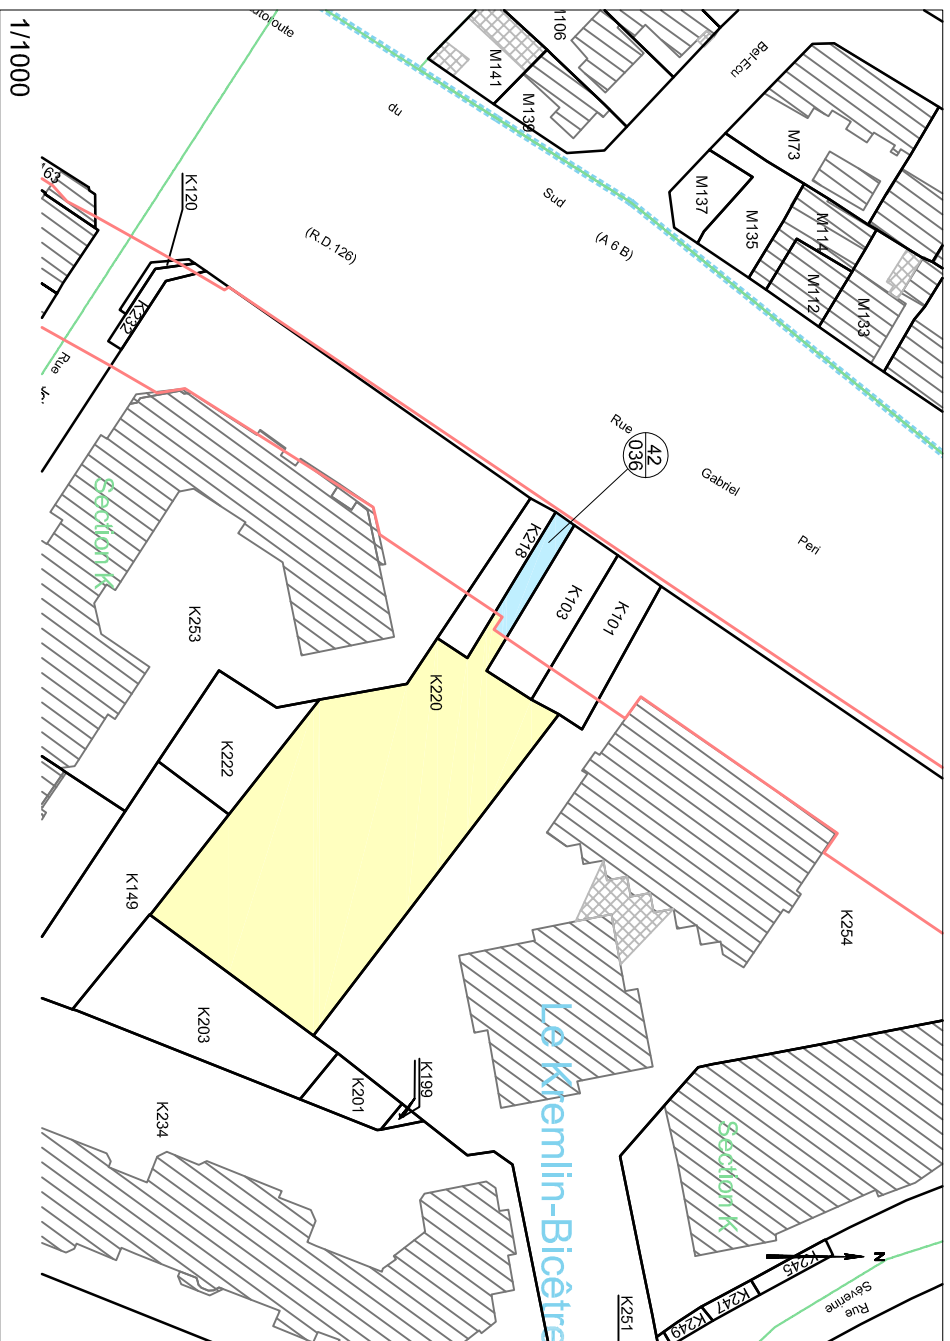 1/1000
Autoroute
du
Sud
(A 6 B)
(R.D.126)
Bel-Ecu
M106
M141
M139
M73
M137
M135
M114
M112
M133
163
K120
K232
Rue
Rue
Gabriel
Peri
42
036
K218
K103
K101
K220
Section K
K253
K222
K149
K203
K201
K199
K234
K254
Le Kremlin-Bicêtre
Section K
N
K245
K247
K249
K251
Rue
Séverine